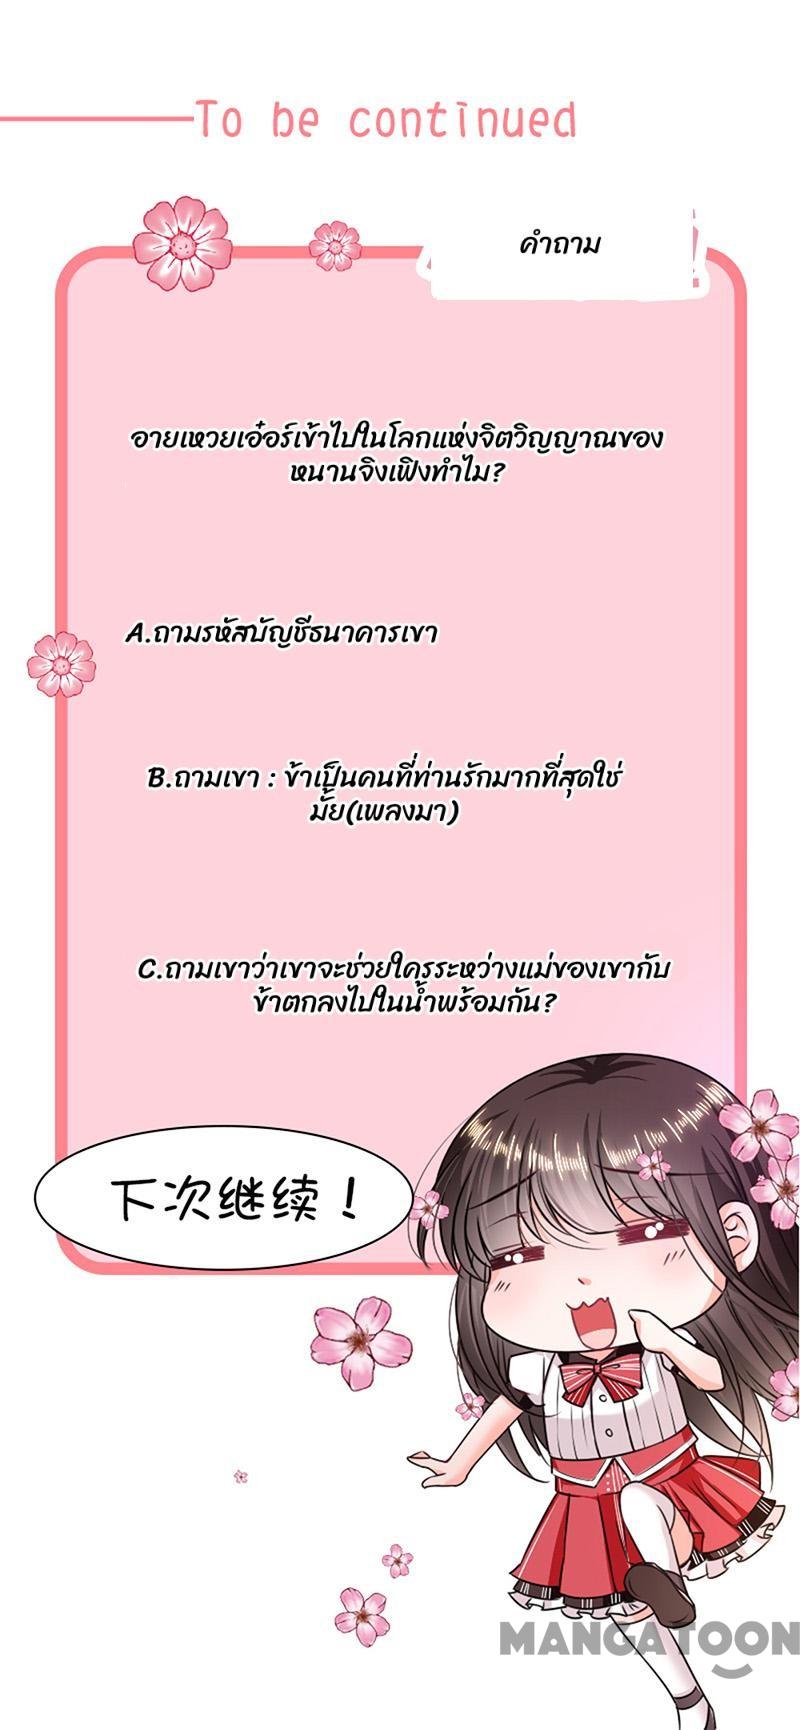 To be continued
คำถาม
อายเหวยเอ๋อร์เข้าไปในโลกแห่งจิตวิญญาณของ
หนานจิงเฟิงทำไม?
A.ถามรหัสบัญชีธนาคารเขา
B.ถามเขา : ข้าเป็นคนที่ท่านรักมากที่สุดใช่
มั้ย(เพลงมา)
C.ถามเขาว่าเขาจะช่วยใครระหว่างแม่ของเขากับ
ข้าตกลงไปในน้ำพร้อมกัน?
下次继续！
MANGATOON